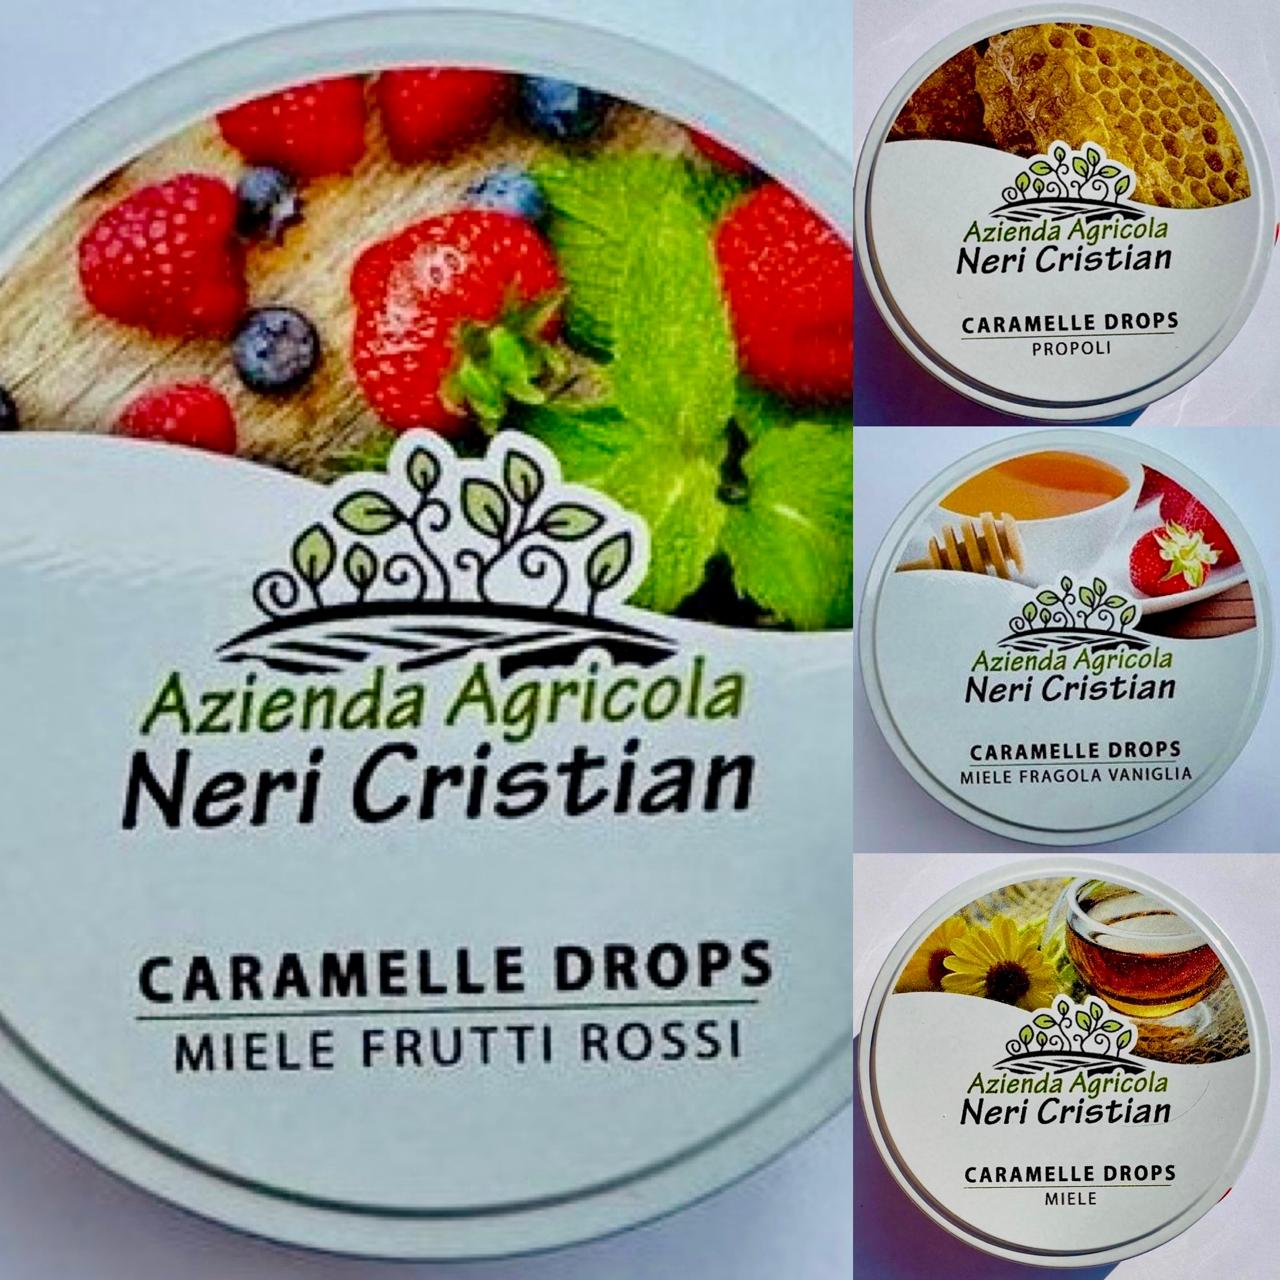 Azienda Agricola
Neri Cristian
CARAMELLE DROPS
MIELE FRUTTI ROSSI
Azienda Agricola
Neri Cristian
CARAMELLE DROPS
PROPOLI
Azienda Agricola
Neri Cristian
CARAMELLE DROPS
MIELE FRAGOLA VANIGLIA
Azienda Agricola
Neri Cristian
CARAMELLE DROPS
MIELE